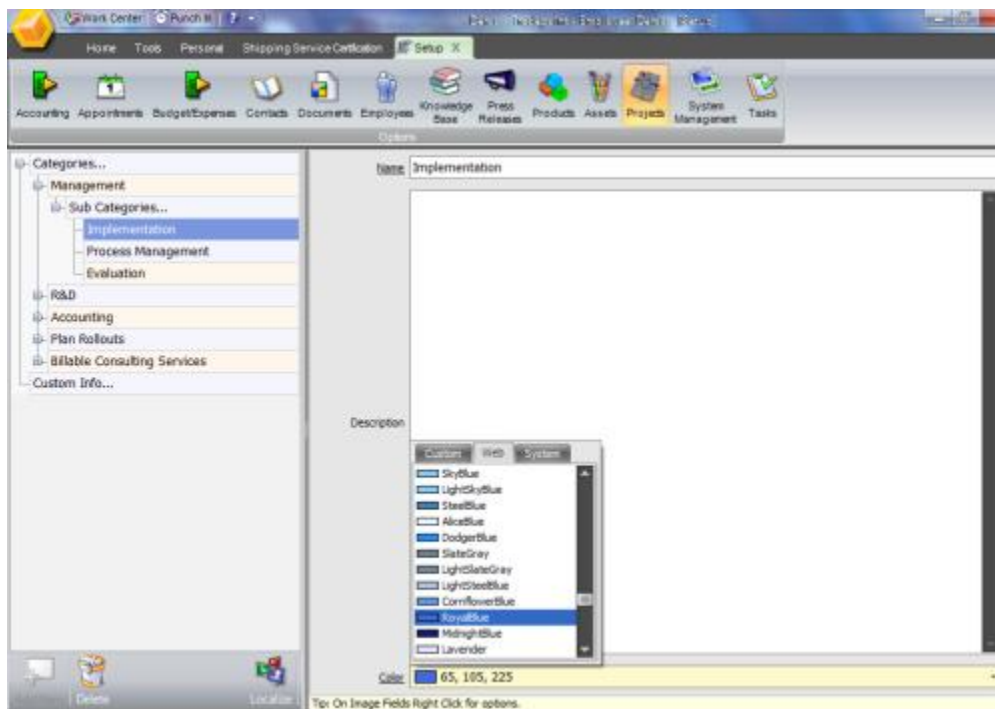 Work Center Punch In ?
Home Tools Personal Shipping Service Certification Setup X
Accounting Appointments Budget/Expenses Contacts Documents Employees Knowledge Base Press Releases Products Assets Projects System Management Tasks
Options
Categories...
Management
Sub Categories...
Implementation
Process Management
Evaluation
R&D
Accounting
Plan Rollouts
Billable Consulting Services
Custom Info...
Name Implementation
Description
Custom Web System
SkyBlue
LightSkyBlue
SteelBlue
AliceBlue
DodgerBlue
SlateGray
LightSlateGray
LightSteelBlue
CornflowerBlue
RoyalBlue
MidnightBlue
Lavender
Color 65, 105, 225
Delete Localize
Tip: On Image Fields Right Click for options.